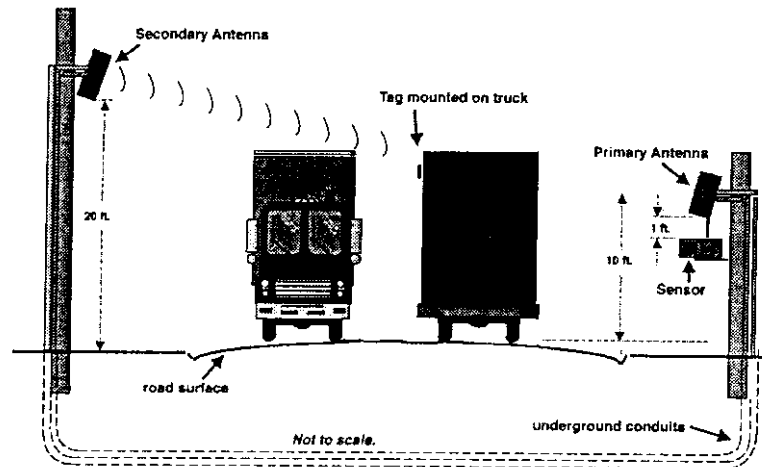 Secondary Antenna
Tag mounted on truck
Primary Antenna
20 ft.
1 ft.
10 ft.
Sensor
road surface
Not to scale.
underground conduits